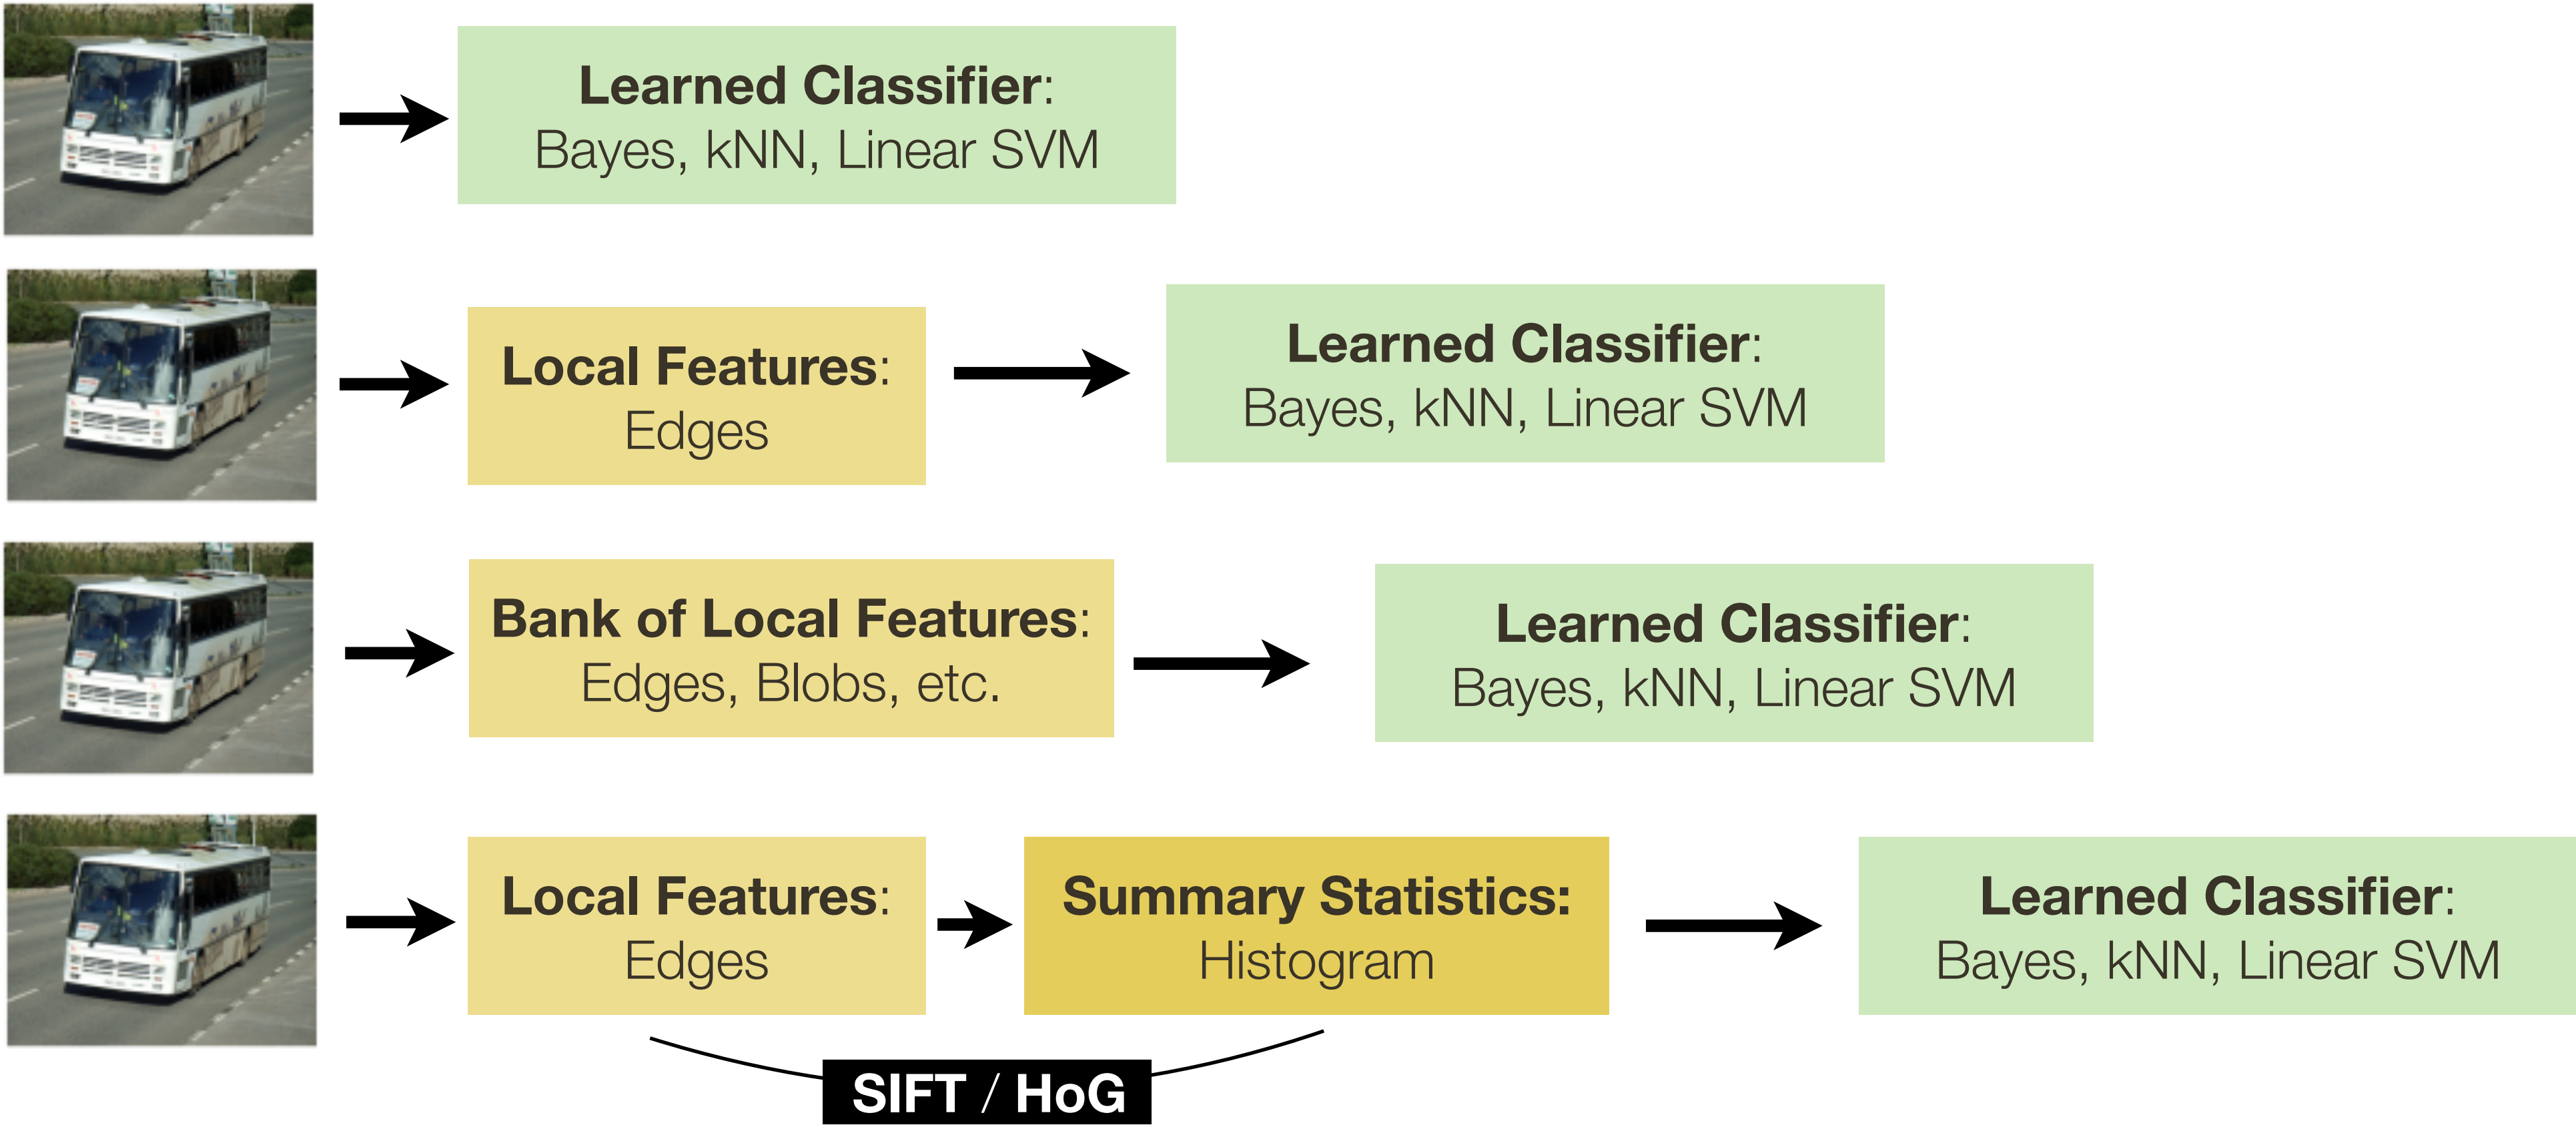 Learned Classifier:
Bayes, kNN, Linear SVM
Local Features:
Edges
Learned Classifier:
Bayes, kNN, Linear SVM
Bank of Local Features:
Edges, Blobs, etc.
Learned Classifier:
Bayes, kNN, Linear SVM
Local Features:
Edges
Summary Statistics:
Histogram
Learned Classifier:
Bayes, kNN, Linear SVM
SIFT / HoG